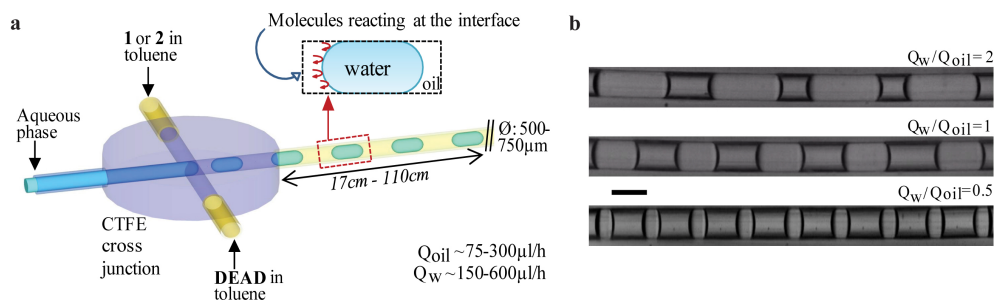 a
Molecules reacting at the interface
1 or 2 in
toluene
water
oil
Aqueous
phase
Ø:500-
750µm
17cm - 110cm
CTFE
cross
junction
DEAD in
toluene
Qoil ~75-300µl/h
Qw ~150-600µl/h
b
Qw/Qoil=2
Qw/Qoil=1
Qw/Qoil=0.5